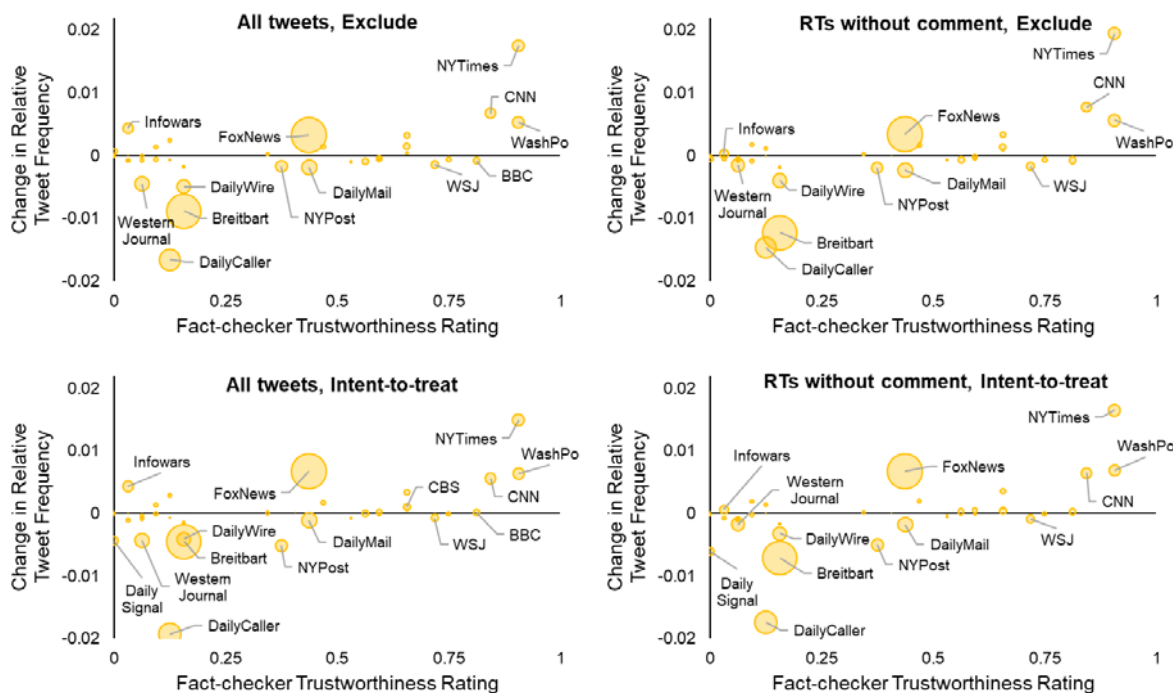 All tweets, Exclude
0.02
0.01
0
-0.01
-0.02
Change in Relative
Tweet Frequency
NYTimes
CNN
WashPo
Infowars
FoxNews
DailyWire
Western
Journal
Breitbart
DailyCaller
NYPost
DailyMail
WSJ
BBC
0
0.25
0.5
0.75
1
Fact-checker Trustworthiness Rating
RTs without comment, Exclude
0.02
0.01
0
-0.01
-0.02
Change in Relative
Tweet Frequency
NYTimes
CNN
WashPo
Infowars
FoxNews
Western
Journal
DailyWire
Breitbart
DailyCaller
NYPost
DailyMail
WSJ
0
0.25
0.5
0.75
1
Fact-checker Trustworthiness Rating
All tweets, Intent-to-treat
0.02
0.01
0
-0.01
-0.02
Change in Relative
Tweet Frequency
NYTimes
WashPo
Infowars
FoxNews
CBS
CNN
DailyWire
Breitbart
DailyMail
WSJ
BBC
NYPost
Daily
Signal
Western
Journal
DailyCaller
0
0.25
0.5
0.75
1
Fact-checker Trustworthiness Rating
RTs without comment, Intent-to-treat
0.02
0.01
0
-0.01
-0.02
Change in Relative
Tweet Frequency
NYTimes
WashPo
Infowars
Western
Journal
FoxNews
CNN
DailyWire
DailyMail
WSJ
Breitbart
NYPost
Daily
Signal
DailyCaller
0
0.25
0.5
0.75
1
Fact-checker Trustworthiness Rating